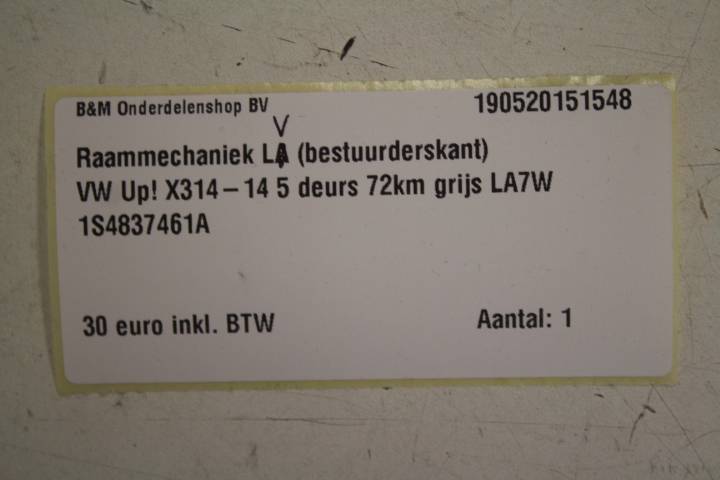 B&M Onderdelenshop BV 190520151548
V
Raammechaniek LA (bestuurderskant)
VW Up! X314 – 14 5 deurs 72km grijs LA7W
1S4837461A
30 euro inkl. BTW Aantal: 1